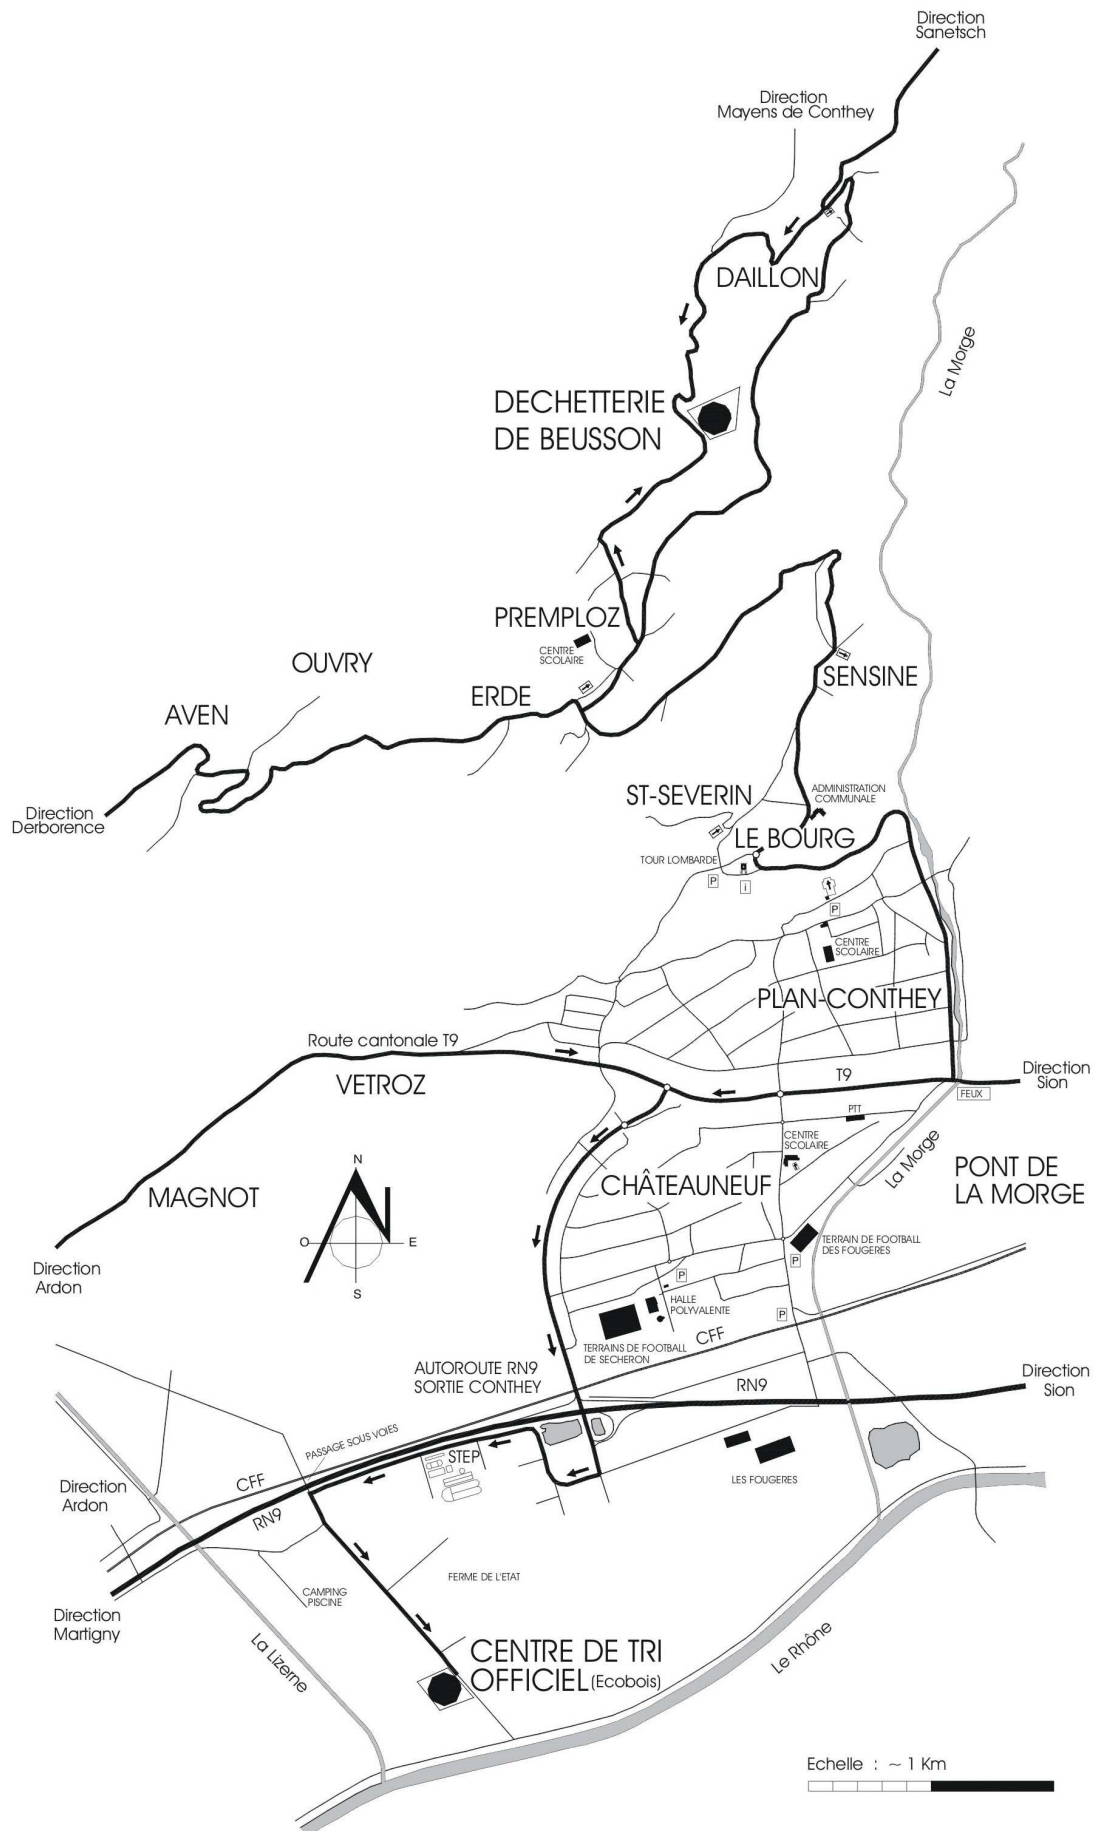 Direction
Sanetsch
Direction
Mayens de Conthey
DAILLON
La Morge
DECHETTERIE
DE BEUSSON
PREMPLOZ
CENTRE
SCOLAIRE
OUVRY
SENSINE
ERDE
AVEN
ADMINISTRATION
COMMUNALE
ST-SEVERIN
Direction
Derborence
LE BOURG
TOUR LOMBARDE
P
i
P
CENTRE
SCOLAIRE
PLAN-CONTHEY
Route cantonale T9
VETROZ
T9
Direction
Sion
FEUX
PTT
CENTRE
SCOLAIRE
La Morge
PONT DE
LA MORGE
CHÂTEAUNEUF
MAGNOT
N
O
E
S
TERRAIN DE FOOTBALL
DES FOUGERES
P
P
Direction
Ardon
HALLE
POLYVALENTE
P
CFF
TERRAINS DE FOOTBALL
DE SECHERON
AUTOROUTE RN9
SORTIE CONTHEY
RN9
Direction
Sion
PASSAGE SOUS VOIES
STEP
LES FOUGERES
CFF
Direction
Ardon
RN9
FERME DE L'ETAT
CAMPING
PISCINE
Direction
Martigny
La Lizerne
CENTRE DE TRI
OFFICIEL (Ecobois)
Le Rhône
Echelle : ~ 1 Km